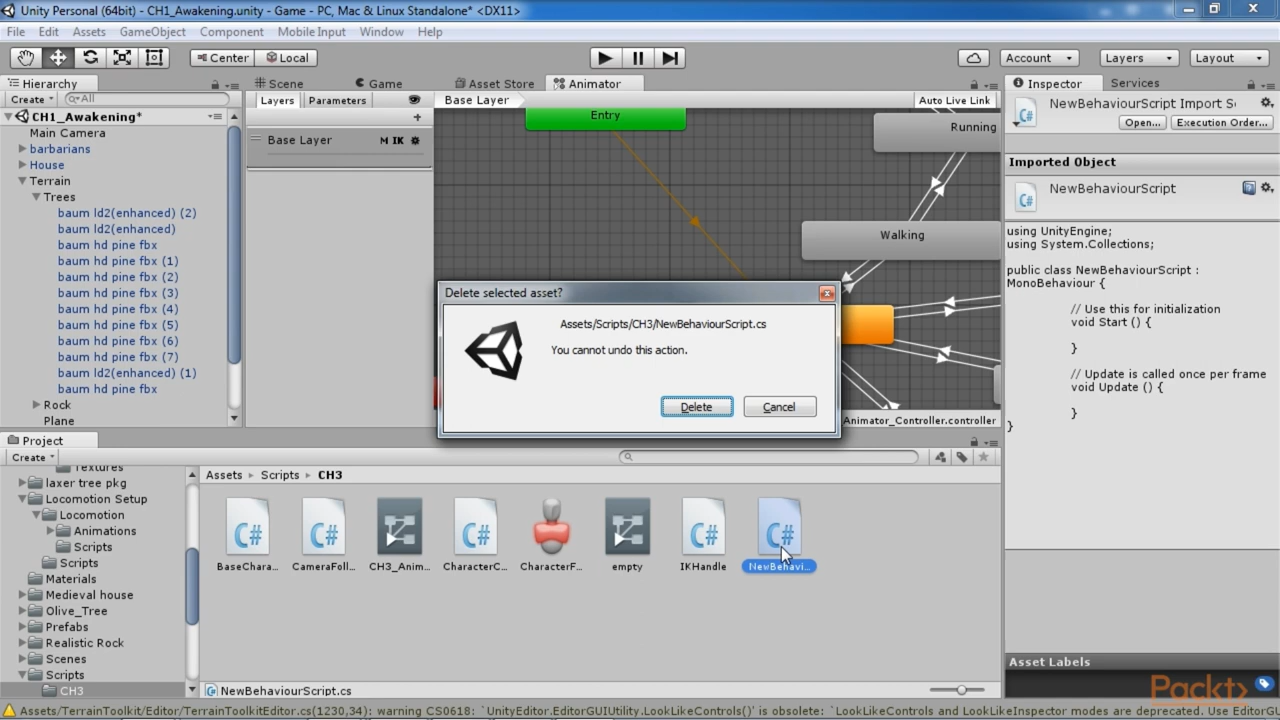 Unity Personal (64bit) - CH1_Awakening.unity - Game - PC, Mac & Linux Standalone* <DX11>
File Edit Assets GameObject Component Mobile Input Window Help
Center Local Account Layers Layout
Hierarchy
Create All
CH1_Awakening*
Main Camera
barbarians
House
Terrain
Trees
baum ld2(enhanced) (2)
baum ld2(enhanced)
baum hd pine fbx
baum hd pine fbx (1)
baum hd pine fbx (2)
baum hd pine fbx (3)
baum hd pine fbx (4)
baum hd pine fbx (5)
baum hd pine fbx (6)
baum hd pine fbx (7)
baum ld2(enhanced) (1)
baum hd pine fbx
Rock
Plane
Scene Game Asset Store Animator
Layers Parameters Base Layer Auto Live Link
Base Layer M IK
Entry
Running
Walking
Animator_Controller.controller
Delete selected asset?
Assets/Scripts/CH3/NewBehaviourScript.cs
You cannot undo this action.
Delete Cancel
Inspector Services
NewBehaviourScript Import S
Open... Execution Order...
Imported Object
NewBehaviourScript
C#
using UnityEngine;
using System.Collections;
public class NewBehaviourScript :
MonoBehaviour {
// Use this for initialization
void Start () {
}
// Update is called once per frame
void Update () {
}
}
Asset Labels
Project
Create
Textures
laxer tree pkg
Locomotion Setup
Locomotion
Animations
Scripts
Scripts
Materials
Medieval house
Olive_Tree
Prefabs
Realistic Rock
Scenes
Scripts
CH3
Assets Scripts CH3
C# C# C# C# C#
BaseChara... CameraFoll... CH3_Anim... CharacterC... CharacterF... empty IKHandle NewBehavi...
NewBehaviourScript.cs
Packt>
Assets/TerrainToolkit/Editor/TerrainToolkitEditor.cs(1230,34): warning CS0618: `UnityEditor.EditorGUIUtility.LookLikeControls()' is obsolete: `LookLikeControls and LookLikeInspector modes are deprecated. Use EditorGU